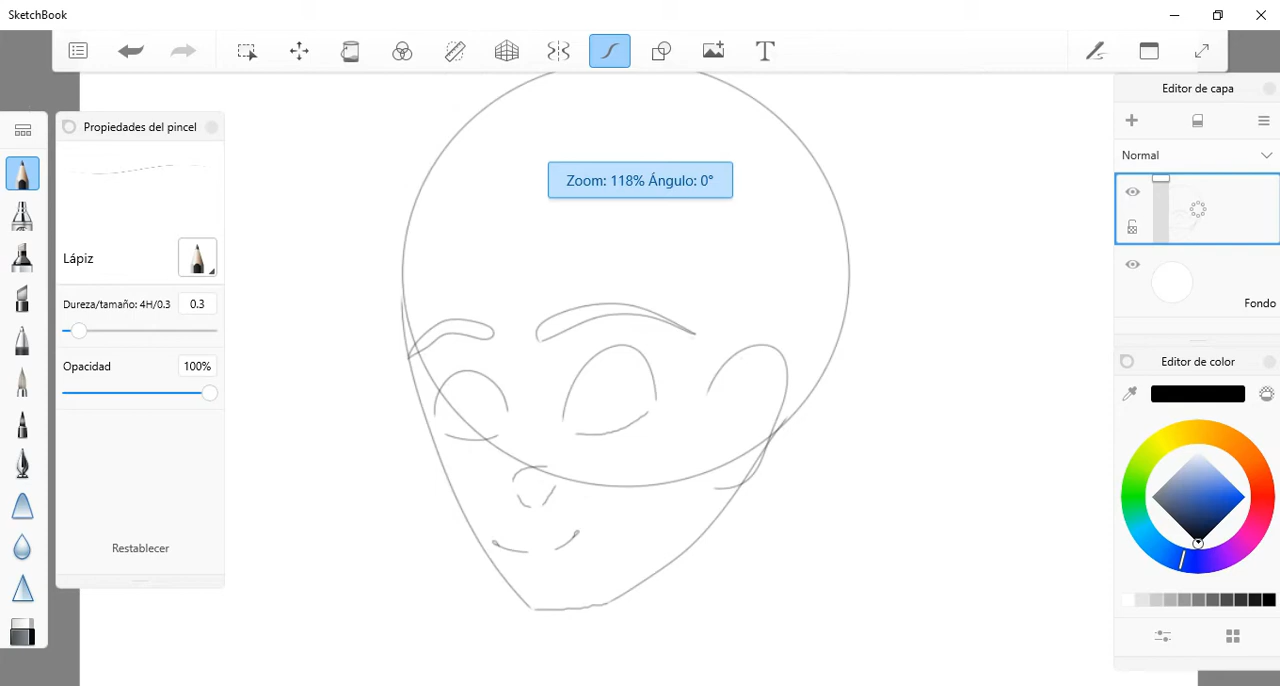 SketchBook
T
Propiedades del pincel
Lápiz
Dureza/tamaño: 4H/0.3 0.3
Opacidad 100%
Restablecer
Zoom: 118% Ángulo: 0°
Editor de capa
Normal
Fondo
Editor de color